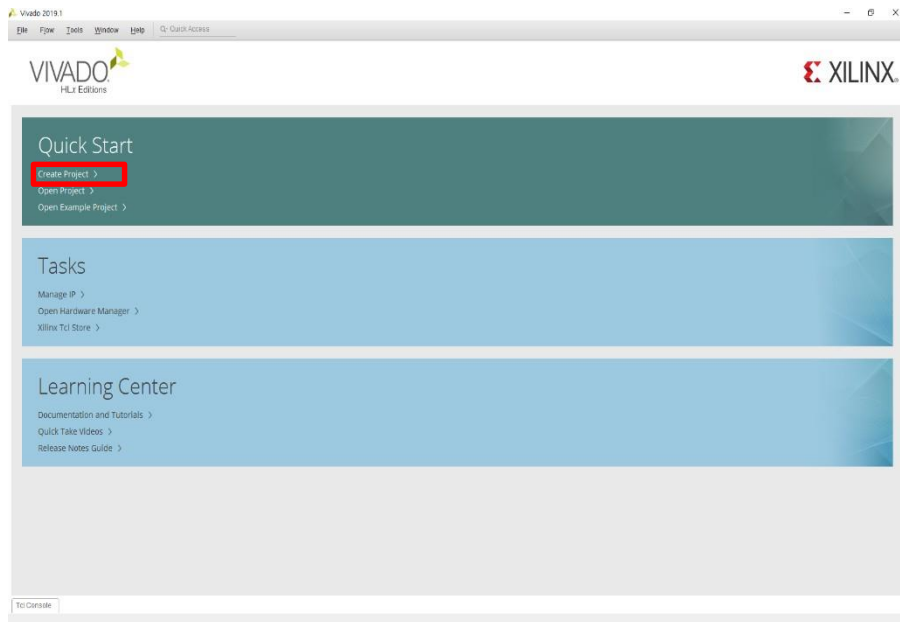 Vivado 2019.1
File Flow Tools Window Help Q- Quick Access
VIVADO.
HLx Editions
XILINX.
Quick Start
Create Project >
Open Project >
Open Example Project >
Tasks
Manage IP >
Open Hardware Manager >
Xilinx Tcl Store >
Learning Center
Documentation and Tutorials >
Quick Take Videos >
Release Notes Guide >
Tcl Console